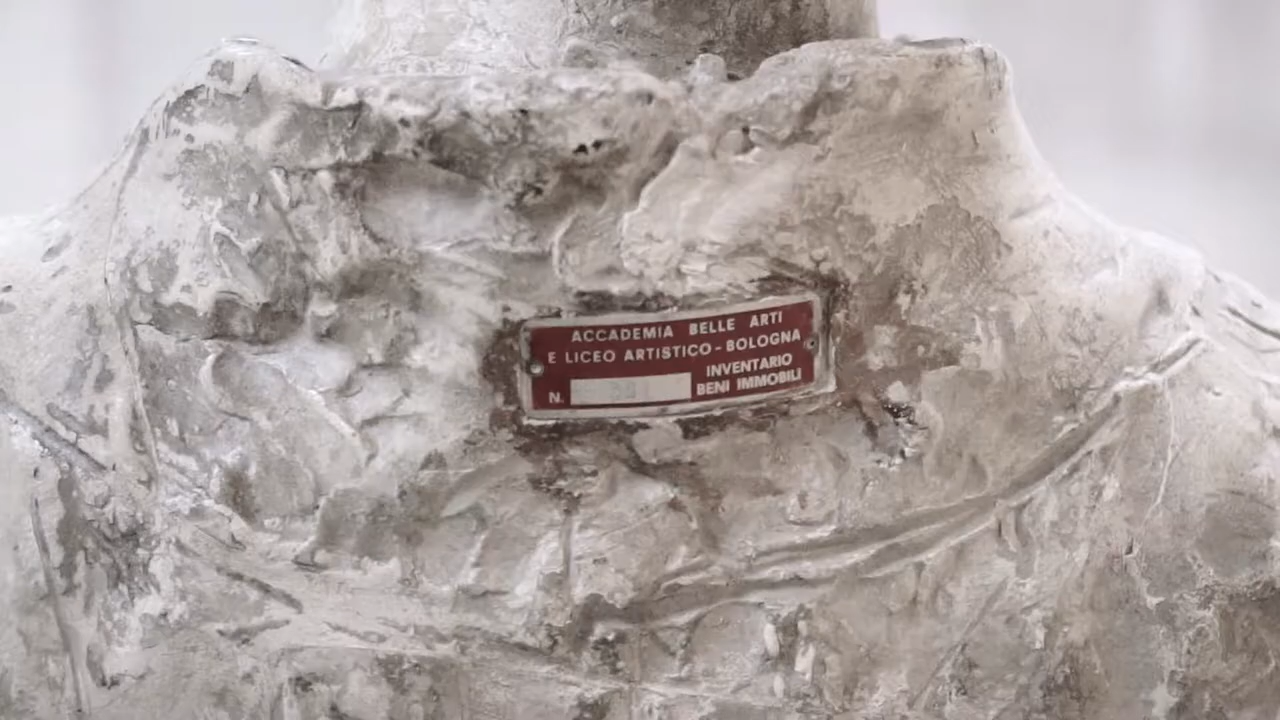 ACCADEMIA BELLE ARTI
E LICEO ARTISTICO - BOLOGNA
INVENTARIO
N. BENI IMMOBILI